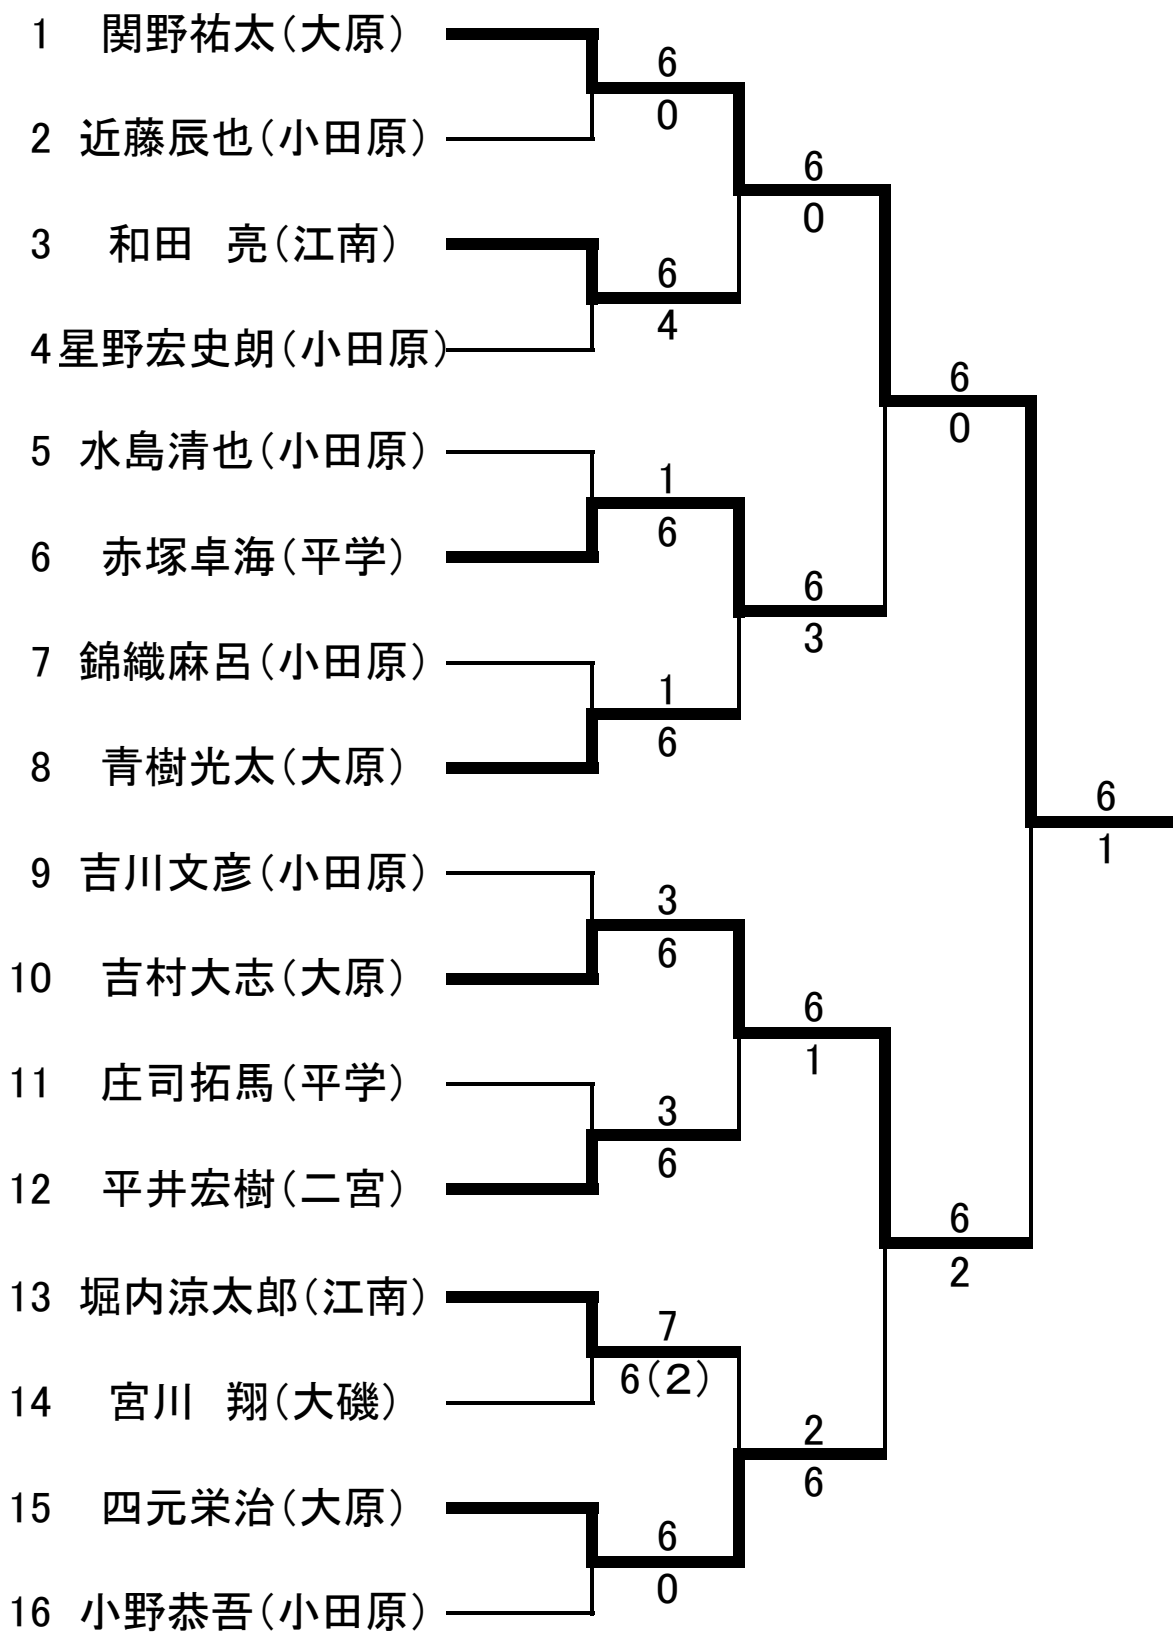 1 関野祐太(大原)
6
0
2 近藤辰也(小田原)
6
0
3 和田 亮(江南)
6
4
4 星野宏史朗(小田原)
6
0
5 水島清也(小田原)
1
6
6 赤塚卓海(平学)
6
3
7 錦織麻呂(小田原)
1
6
8 青樹光太(大原)
6
1
9 吉川文彦(小田原)
3
6
10 吉村大志(大原)
6
1
11 庄司拓馬(平学)
3
6
12 平井宏樹(二宮)
6
2
13 堀内涼太郎(江南)
7
6(2)
14 宮川 翔(大磯)
2
6
15 四元栄治(大原)
6
0
16 小野恭吾(小田原)